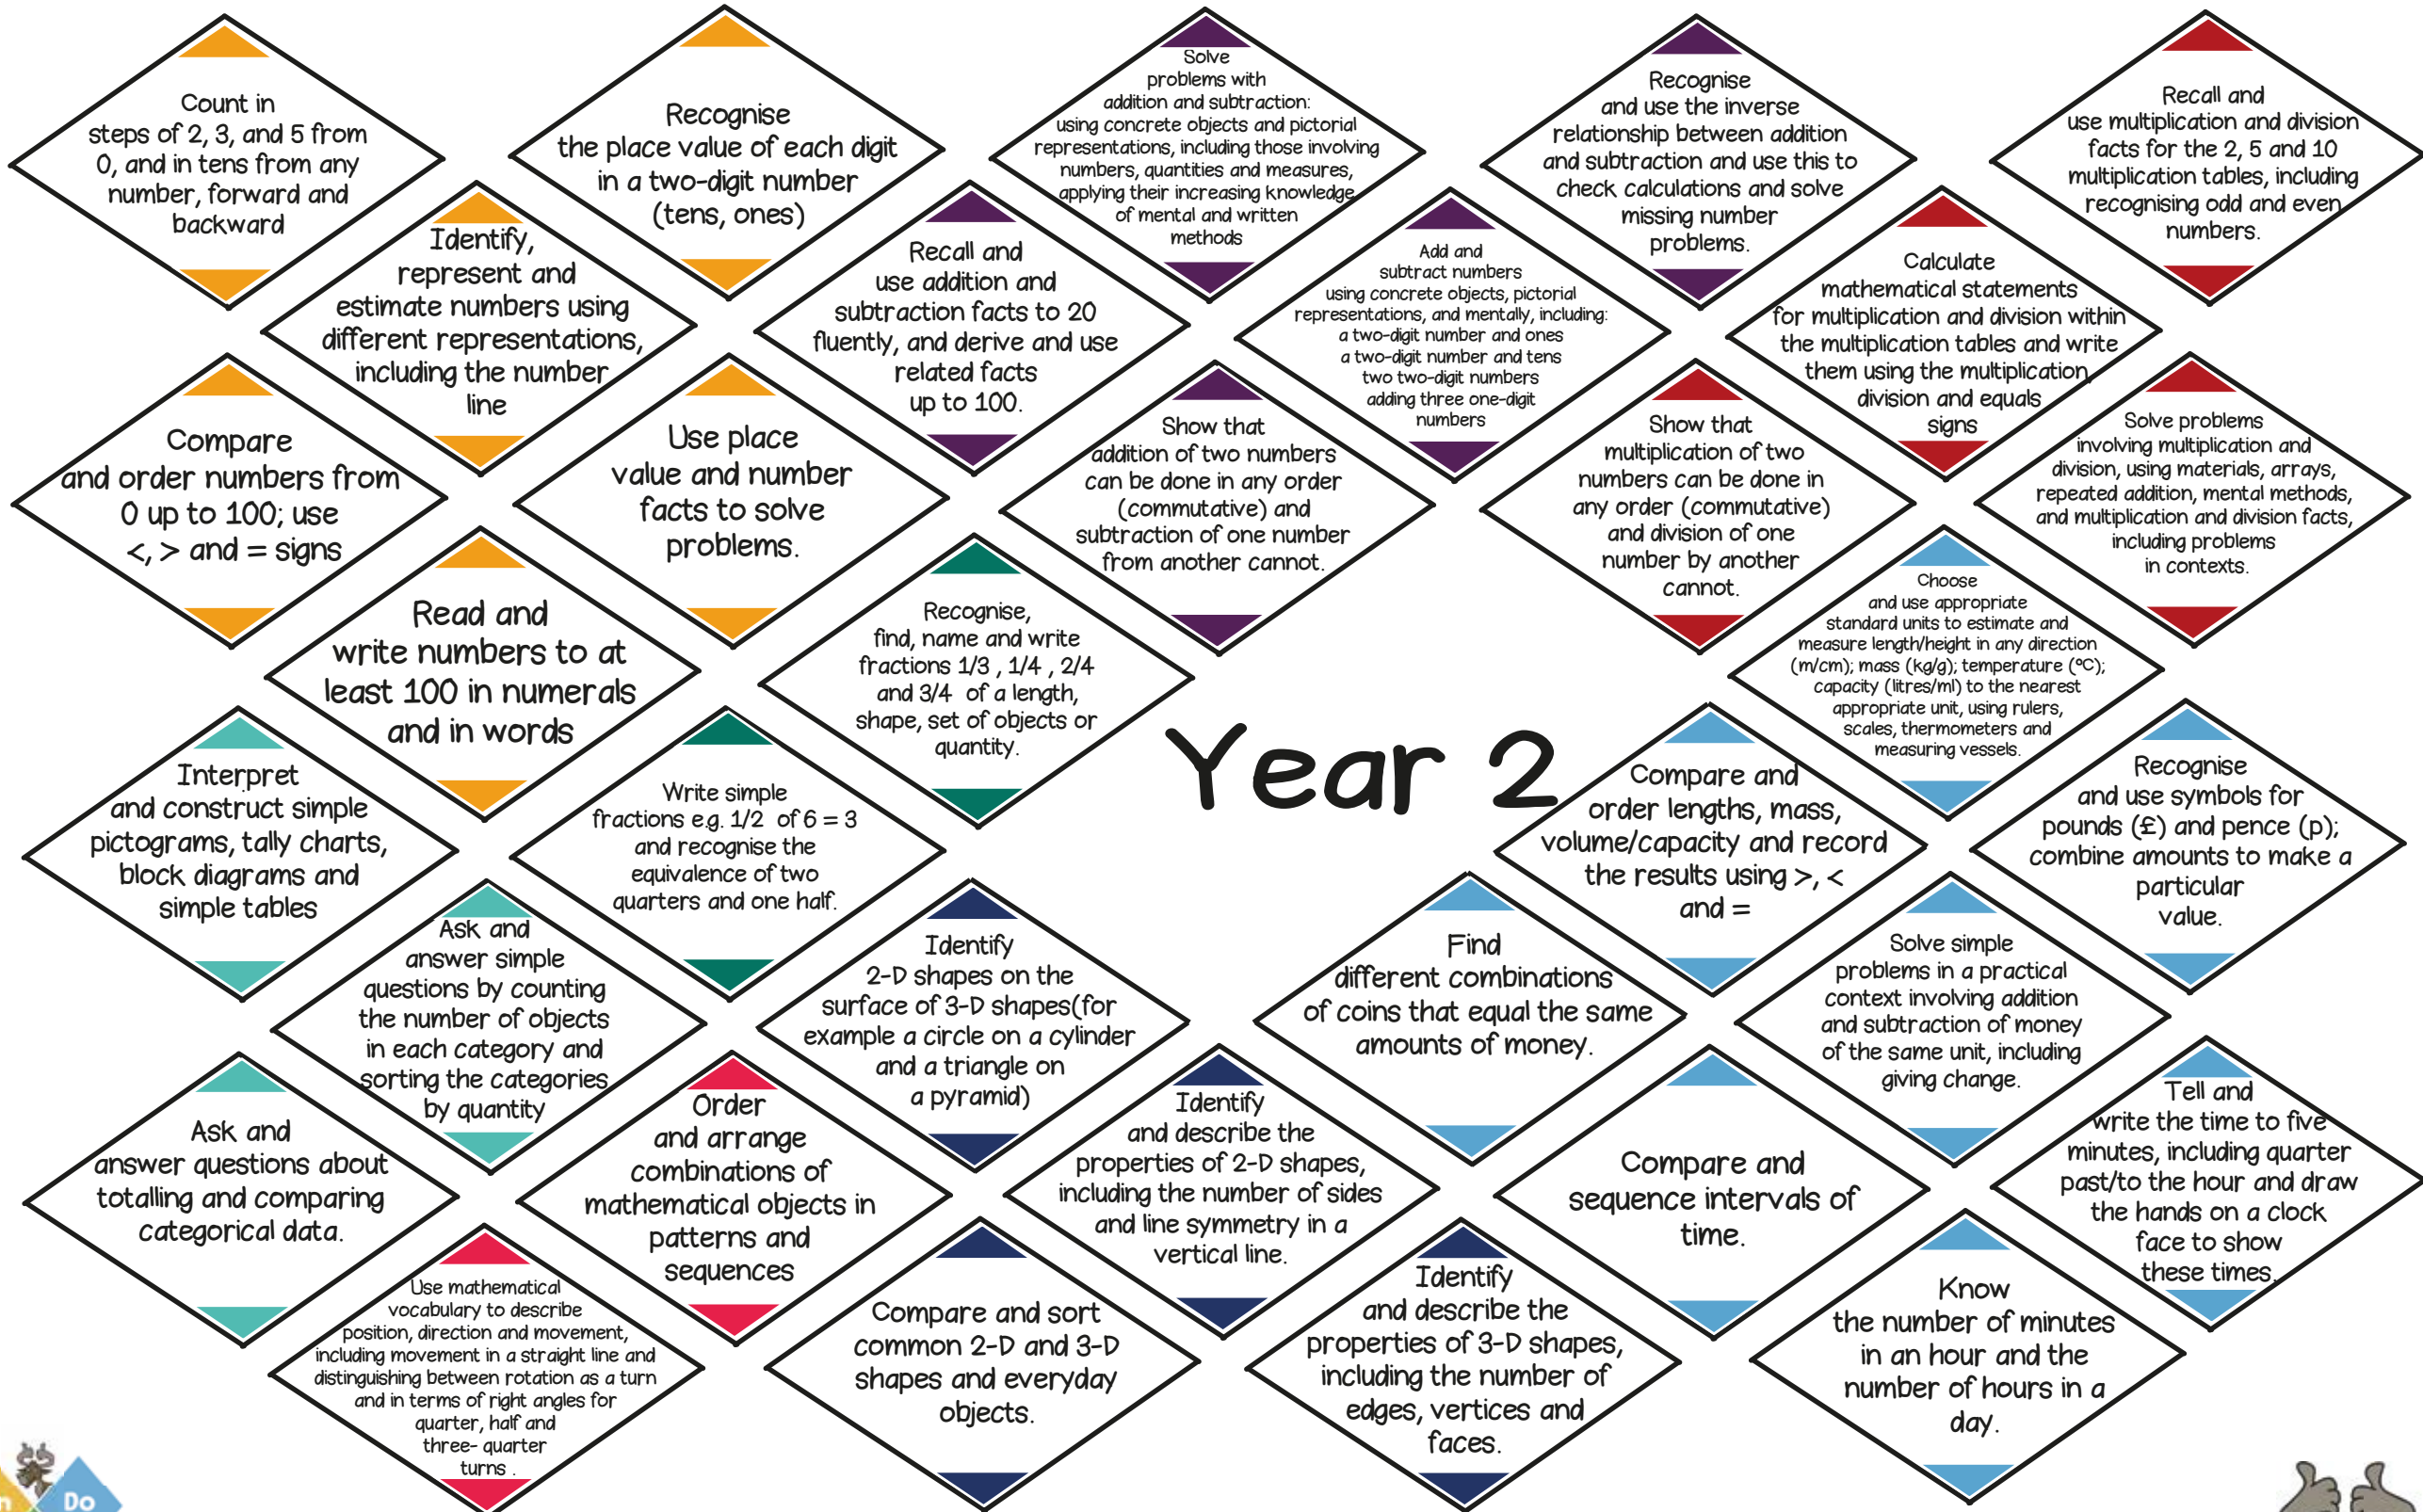 Count in
steps of 2, 3, and 5 from
0, and in tens from any
number, forward and
backward
Recognise
the place value of each digit
in a two-digit number
(tens, ones)
Solve
problems with
addition and subtraction:
using concrete objects and pictorial
representations, including those involving
numbers, quantities and measures,
applying their increasing knowledge
of mental and written
methods
Recognise
and use the inverse
relationship between addition
and subtraction and use this to
check calculations and solve
missing number
problems.
Recall and
use multiplication and division
facts for the 2, 5 and 10
multiplication tables, including
recognising odd and even
numbers.
Identify,
represent and
estimate numbers using
different representations,
including the number
line
Recall and
use addition and
subtraction facts to 20
fluently, and derive and use
related facts
up to 100.
Add and
subtract numbers
using concrete objects, pictorial
representations, and mentally, including:
a two-digit number and ones
a two-digit number and tens
two two-digit numbers
adding three one-digit
numbers
Calculate
mathematical statements
for multiplication and division within
the multiplication tables and write
them using the multiplication,
division and equals
signs
Compare
and order numbers from
0 up to 100; use
<, > and = signs
Use place
value and number
facts to solve
problems.
Show that
addition of two numbers
can be done in any order
(commutative) and
subtraction of one number
from another cannot.
Show that
multiplication of two
numbers can be done in
any order (commutative)
and division of one
number by another
cannot.
Solve problems
involving multiplication and
division, using materials, arrays,
repeated addition, mental methods,
and multiplication and division facts,
including problems
in contexts.
Read and
write numbers to at
least 100 in numerals
and in words
Recognise,
find, name and write
fractions 1/3 , 1/4 , 2/4
and 3/4 of a length,
shape, set of objects or
quantity.
Choose
and use appropriate
standard units to estimate and
measure length/height in any direction
(m/cm); mass (kg/g); temperature (°C);
capacity (litres/ml) to the nearest
appropriate unit, using rulers,
scales, thermometers and
measuring vessels.
Year 2
Interpret
and construct simple
pictograms, tally charts,
block diagrams and
simple tables
Write simple
fractions e.g. 1/2 of 6 = 3
and recognise the
equivalence of two
quarters and one half.
Compare and
order lengths, mass,
volume/capacity and record
the results using >, <
and =
Recognise
and use symbols for
pounds (£) and pence (p);
combine amounts to make a
particular
value.
Ask and
answer simple
questions by counting
the number of objects
in each category and
sorting the categories
by quantity
Identify
2-D shapes on the
surface of 3-D shapes(for
example a circle on a cylinder
and a triangle on
a pyramid)
Find
different combinations
of coins that equal the same
amounts of money.
Solve simple
problems in a practical
context involving addition
and subtraction of money
of the same unit, including
giving change.
Ask and
answer questions about
totalling and comparing
categorical data.
Order
and arrange
combinations of
mathematical objects in
patterns and
sequences
Identify
and describe the
properties of 2-D shapes,
including the number of sides
and line symmetry in a
vertical line.
Compare and
sequence intervals of
time.
Tell and
write the time to five
minutes, including quarter
past/to the hour and draw
the hands on a clock
face to show
these times.
Use mathematical
vocabulary to describe
position, direction and movement,
including movement in a straight line and
distinguishing between rotation as a turn
and in terms of right angles for
quarter, half and
three- quarter
turns .
Compare and sort
common 2-D and 3-D
shapes and everyday
objects.
Identify
and describe the
properties of 3-D shapes,
including the number of
edges, vertices and
faces.
Know
the number of minutes
in an hour and the
number of hours in a
day.
Do